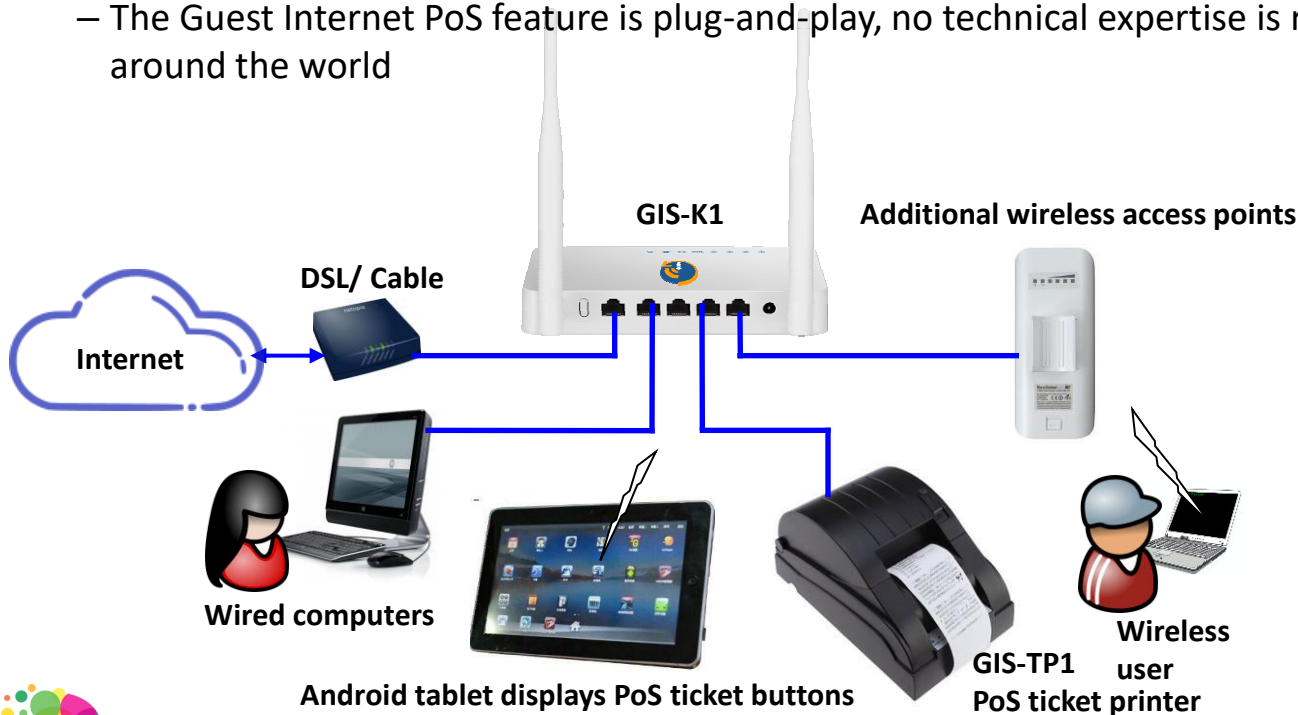 – The Guest Internet PoS feature is plug-and-play, no technical expertise is
around the world
GIS-K1
Additional wireless access points
DSL/ Cable
Internet
Wired computers
Wireless
user
GIS-TP1
PoS ticket printer
Android tablet displays PoS ticket buttons